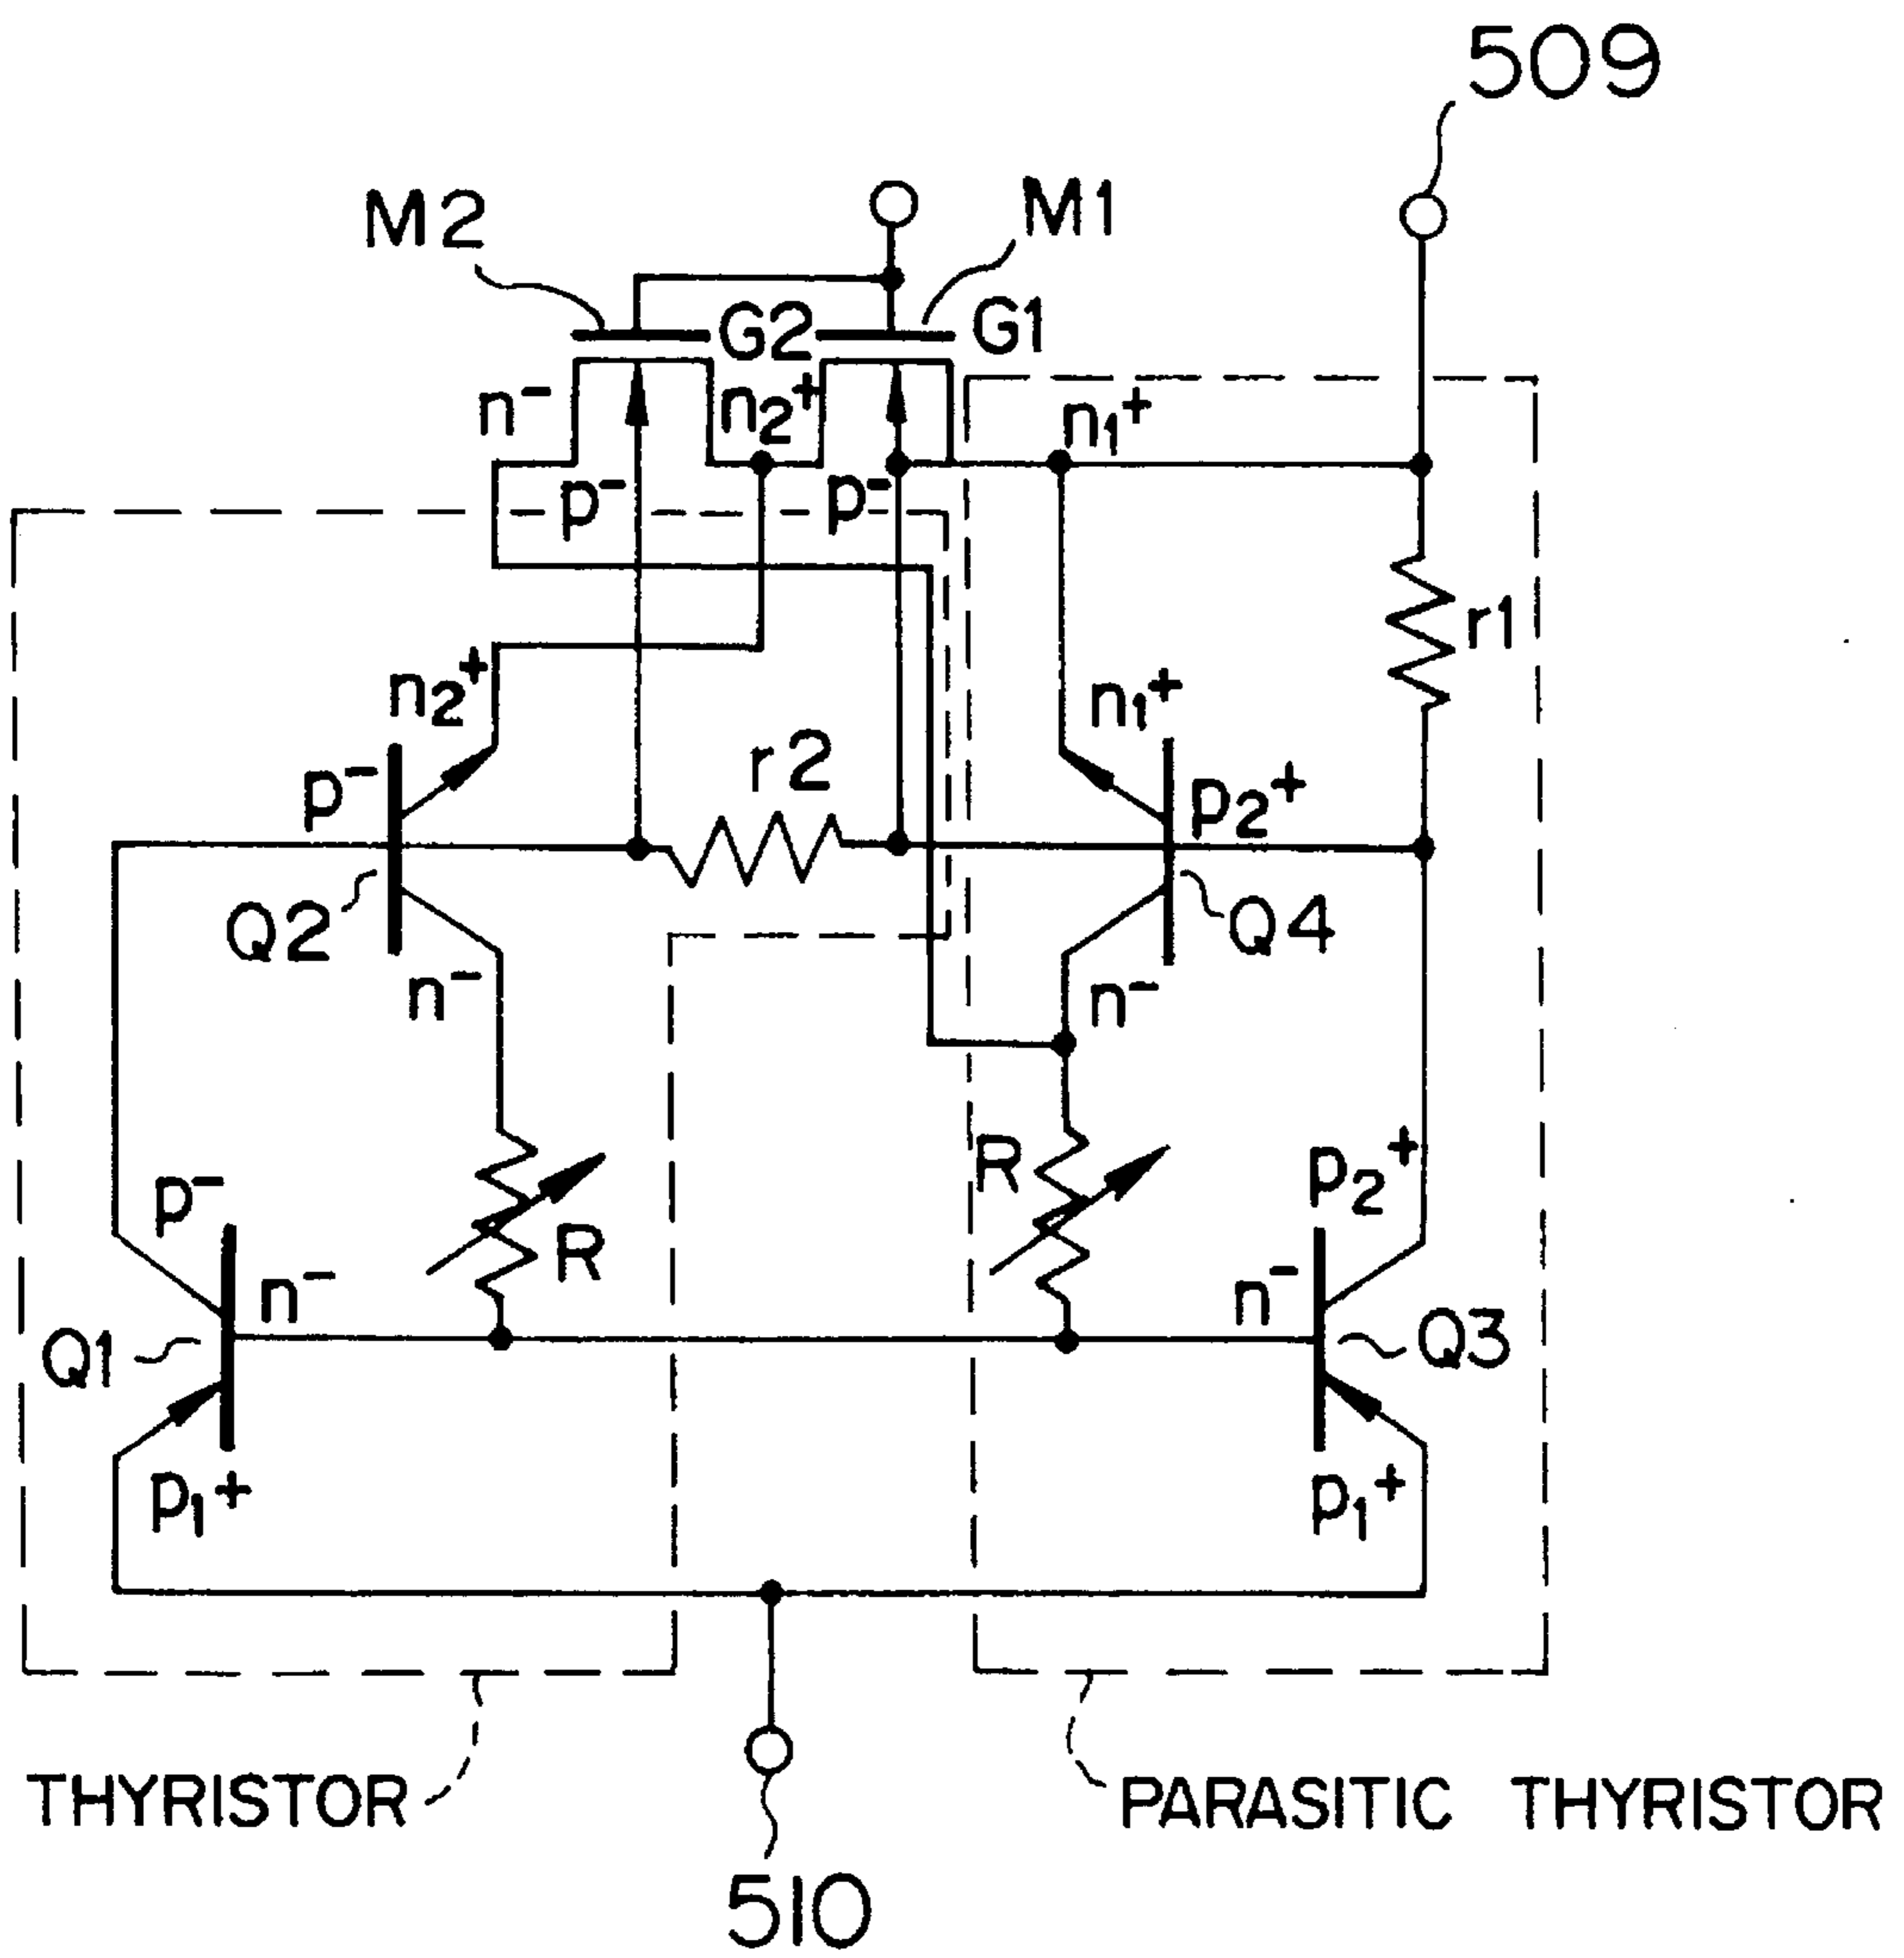 509
M2
M1
G2
G1
n⁻
n₂⁺
n₁⁺
p⁻
p⁻
r1
n₂⁺
n₁⁺
p⁻
r2
p₂⁺
Q2
Q4
n⁻
n⁻
R
p₂⁺
p⁻
R
n⁻
n⁻
Q1
Q3
p₁⁺
p₁⁺
THYRISTOR
PARASITIC THYRISTOR
510